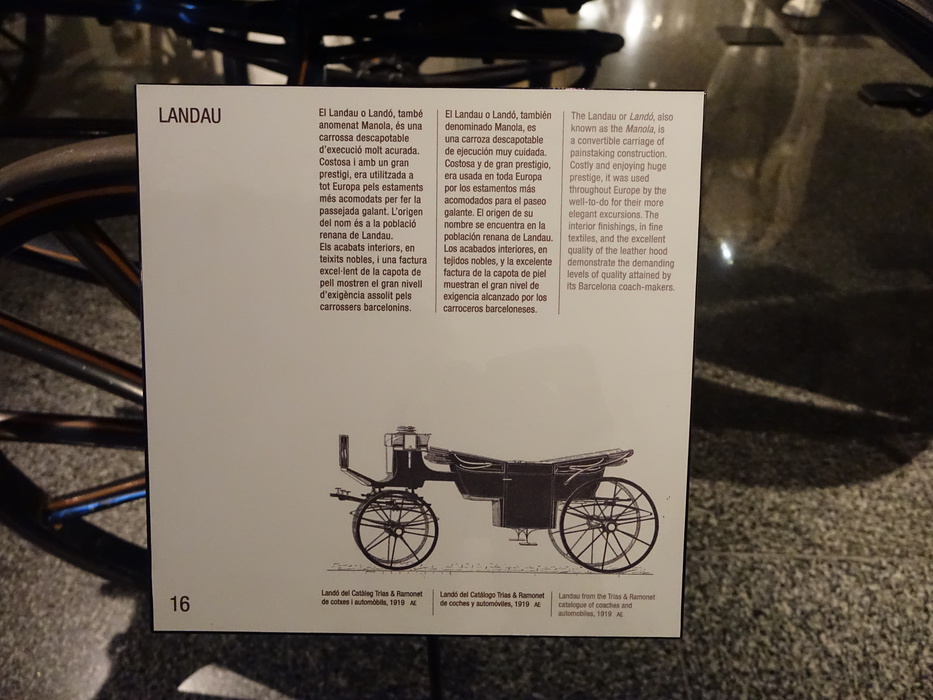 LANDAU
El Landau o Landó, també
anomenat Manola, és una
carrossa descapotable
d'execució molt acurada.
Costosa i amb un gran
prestigi, era utilitzada a
tot Europa pels estaments
més acomodats per fer la
passejada galant. L'origen
del nom és a la població
renana de Landau.
Els acabats interiors, en
teixits nobles, i una factura
excel·lent de la capota de
pell mostren el gran nivell
d'exigència assolit pels
carrossers barcelonins.
El Landau o Landó, también
denominado Manola, es
una carroza descapotable
de ejecución muy cuidada.
Costosa y de gran prestigio,
era usada en toda Europa
por los estamentos más
acomodados para el paseo
galante. El origen de su
nombre se encuentra en la
población renana de Landau.
Los acabados interiores, en
tejidos nobles, y la excelente
factura de la capota de piel
muestran el gran nivel de
exigencia alcanzado por los
carroceros barceloneses.
The Landau or Landó, also
known as the Manola, is
a convertible carriage of
painstaking construction.
Costly and enjoying huge
prestige, it was used
throughout Europe by the
well-to-do for their more
elegant excursions. The
interior finishings, in fine
textiles, and the excellent
quality of the leather hood
demonstrate the demanding
levels of quality attained by
its Barcelona coach-makers.
16
Landó del Catàleg Trias & Ramonet
de cotxes i automòbils, 1919 AE
Landó del Catálogo Trias & Ramonet
de coches y automóviles, 1919 AE
Landau from the Trias & Ramonet
catalogue of coaches and
automobiles, 1919 AE